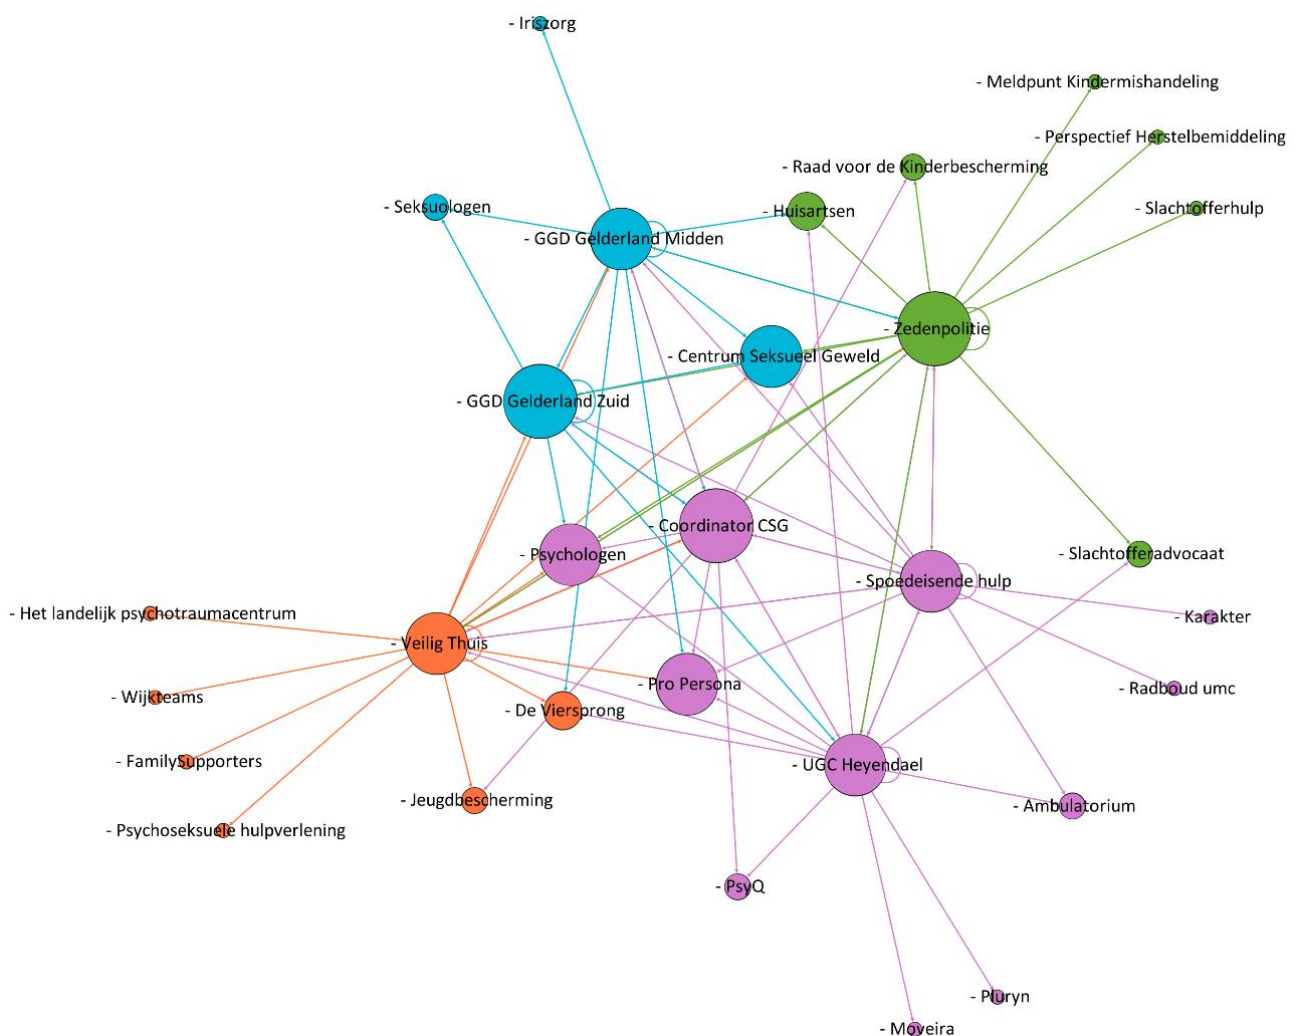 - Iriszorg
- Meldpunt Kindermishandeling
- Perspectief Herstelbemiddeling
- Raad voor de Kinderbescherming
- Seksuologen
- Huisartsen
- Slachtofferhulp
- GGD Gelderland Midden
- Zedenpolitie
- Centrum Seksueel Geweld
- GGD Gelderland Zuid
- Coordinator CSG
- Psychologen
- Slachtofferadvocaat
- Spoedeisende hulp
- Het landelijk psychotraumacentrum
- Karakter
- Veilig Thuis
- Pro Persona
- Radboud umc
- Wijkteams
- De Viersprong
- FamilySupporters
- UGC Heyendael
- Jeugdbescherming
- Ambulatorium
- Psychoseksuele hulpverlening
- PsyQ
- Pluryn
- Moveira